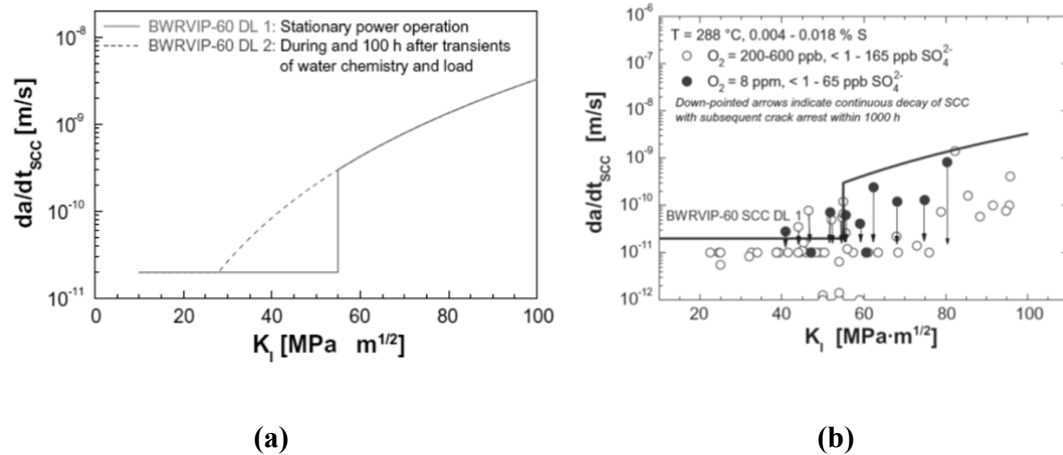 BWRVIP-60 DL 1: Stationary power operation
BWRVIP-60 DL 2: During and 100 h after transients
of water chemistry and load
10⁻⁸
10⁻⁹
10⁻¹⁰
10⁻¹¹
da/dt_SCC [m/s]
0 20 40 60 80 100
K_I [MPa m^1/2]
(a)
T = 288 °C, 0.004 - 0.018 % S
O₂ = 200-600 ppb, < 1 - 165 ppb SO₄²⁻
O₂ = 8 ppm, < 1 - 65 ppb SO₄²⁻
Down-pointed arrows indicate continuous decay of SCC
with subsequent crack arrest within 1000 h
BWRVIP-60 SCC DL 1
10⁻⁶
10⁻⁷
10⁻⁸
10⁻⁹
10⁻¹⁰
10⁻¹¹
10⁻¹²
da/dt_SCC [m/s]
20 40 60 80 100
K_I [MPa·m^1/2]
(b)